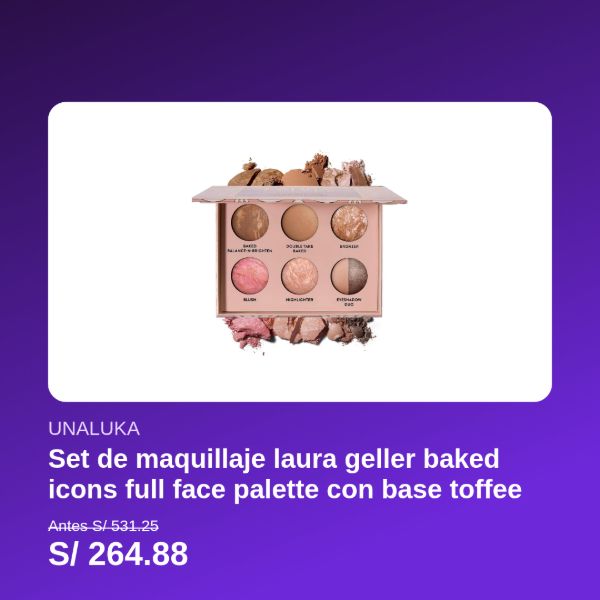 BAKED
BALANCE-N-BRIGHTEN
DOUBLE TAKE
BAKED
BRONZER
BLUSH
HIGHLIGHTER
EYESHADOW
DUO
UNALUKA
Set de maquillaje laura geller baked
icons full face palette con base toffee
Antes S/ 531.25
S/ 264.88